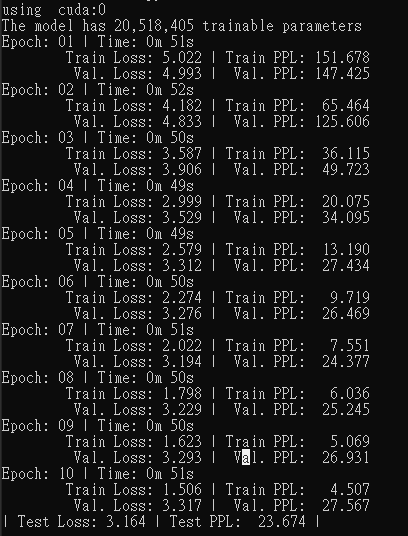 using  cuda:0
The model has 20,518,405 trainable parameters
Epoch: 01 | Time: 0m 51s
        Train Loss: 5.022 | Train PPL: 151.678
         Val. Loss: 4.993 |  Val. PPL: 147.425
Epoch: 02 | Time: 0m 52s
        Train Loss: 4.182 | Train PPL:  65.464
         Val. Loss: 4.833 |  Val. PPL: 125.606
Epoch: 03 | Time: 0m 50s
        Train Loss: 3.587 | Train PPL:  36.115
         Val. Loss: 3.906 |  Val. PPL:  49.723
Epoch: 04 | Time: 0m 49s
        Train Loss: 2.999 | Train PPL:  20.075
         Val. Loss: 3.529 |  Val. PPL:  34.095
Epoch: 05 | Time: 0m 49s
        Train Loss: 2.579 | Train PPL:  13.190
         Val. Loss: 3.312 |  Val. PPL:  27.434
Epoch: 06 | Time: 0m 50s
        Train Loss: 2.274 | Train PPL:   9.719
         Val. Loss: 3.276 |  Val. PPL:  26.469
Epoch: 07 | Time: 0m 51s
        Train Loss: 2.022 | Train PPL:   7.551
         Val. Loss: 3.194 |  Val. PPL:  24.377
Epoch: 08 | Time: 0m 50s
        Train Loss: 1.798 | Train PPL:   6.036
         Val. Loss: 3.229 |  Val. PPL:  25.245
Epoch: 09 | Time: 0m 50s
        Train Loss: 1.623 | Train PPL:   5.069
         Val. Loss: 3.293 |  Val. PPL:  26.931
Epoch: 10 | Time: 0m 51s
        Train Loss: 1.506 | Train PPL:   4.507
         Val. Loss: 3.317 |  Val. PPL:  27.567
| Test Loss: 3.164 | Test PPL:  23.674 |